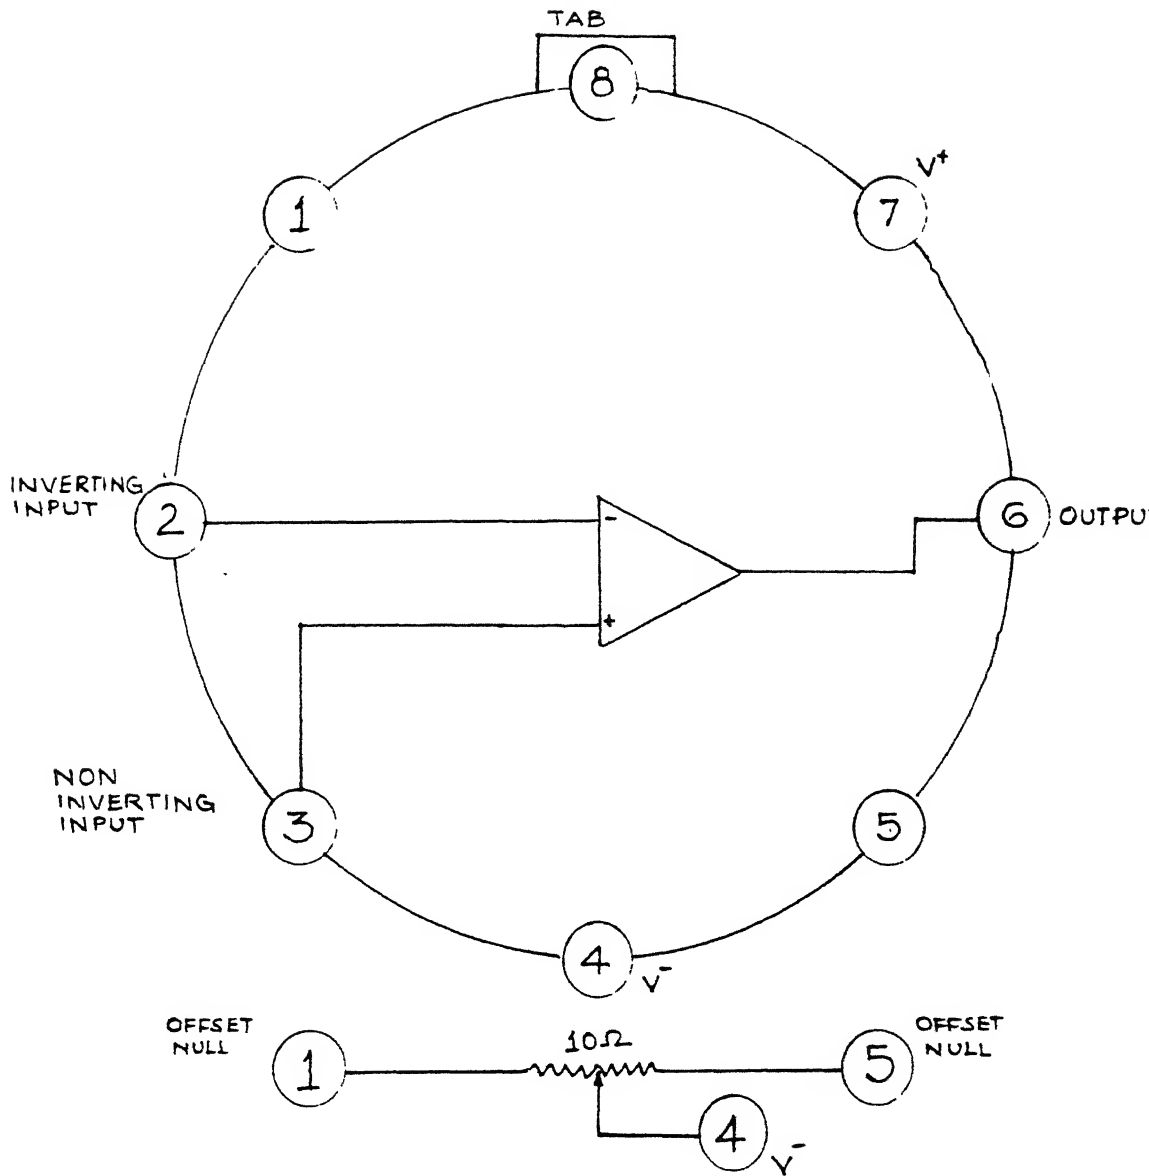 TAB
8
V+
1
7
INVERTING
INPUT
2
-
6
OUTPU
+
NON
INVERTING
INPUT
3
5
4
V-
OFFSET
NULL
1
10Ω
5
OFFSET
NULL
4
V-